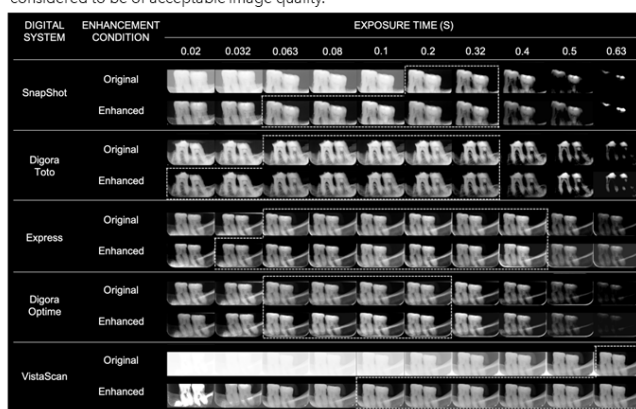 considered to be of acceptable image quality.
DIGITAL SYSTEM ENHANCEMENT CONDITION EXPOSURE TIME (S)
0.02 0.032 0.063 0.08 0.1 0.2 0.32 0.4 0.5 0.63
SnapShot
Original
Enhanced
Digora Toto
Original
Enhanced
Express
Original
Enhanced
Digora Optime
Original
Enhanced
VistaScan
Original
Enhanced